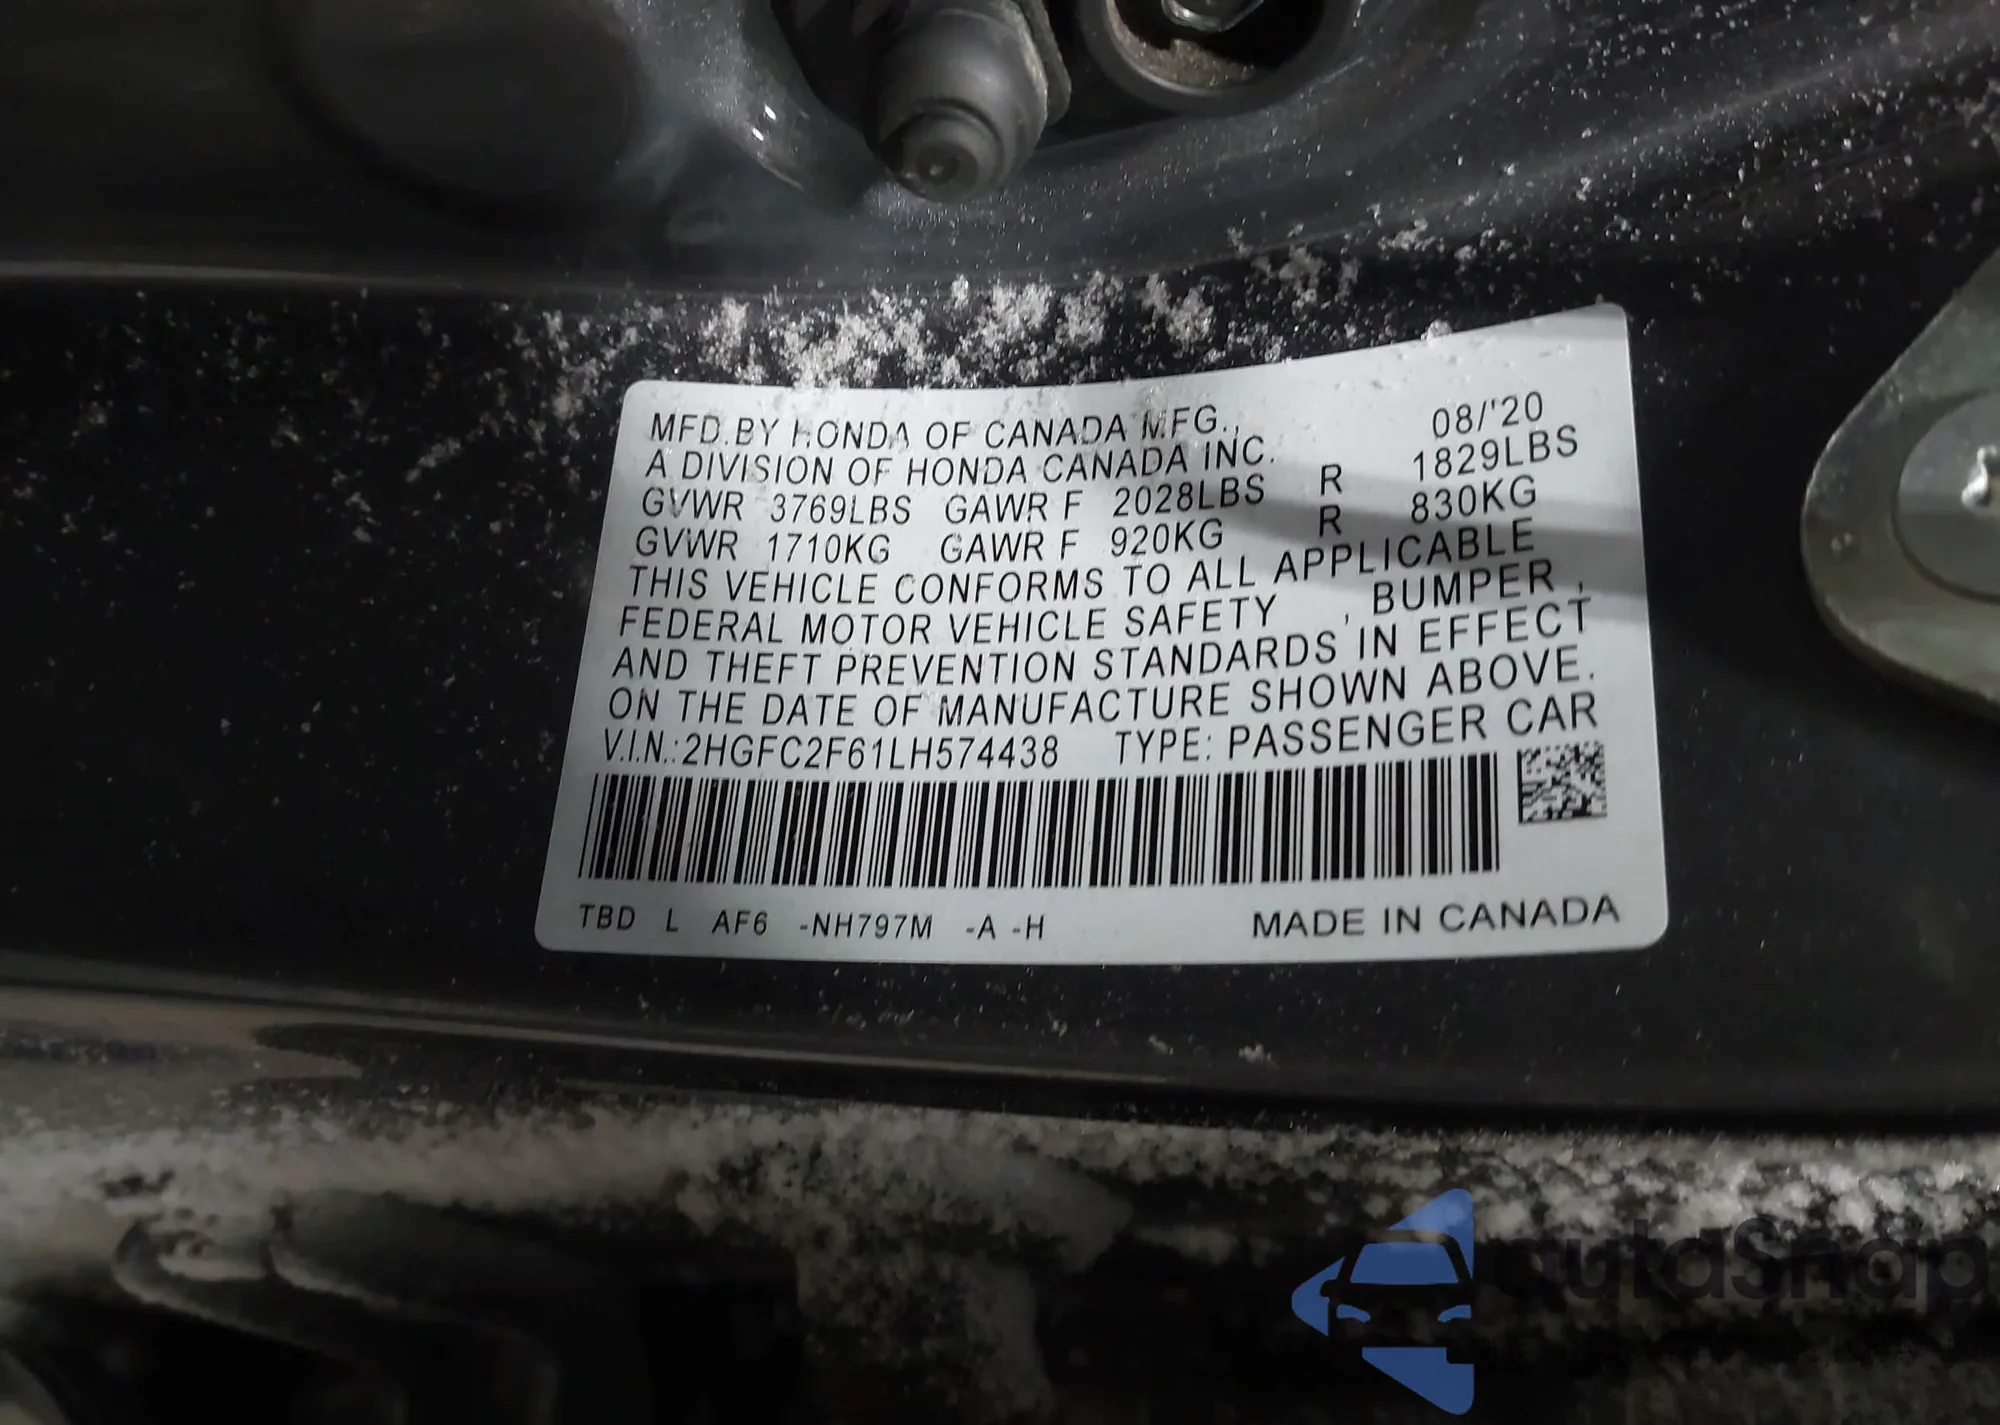 MFD.BY HONDA OF CANADA MFG., 08/'20
A DIVISION OF HONDA CANADA INC.
GVWR 3769LBS GAWR F 2028LBS R 1829LBS
GVWR 1710KG GAWR F 920KG R 830KG
THIS VEHICLE CONFORMS TO ALL APPLICABLE
FEDERAL MOTOR VEHICLE SAFETY , BUMPER ,
AND THEFT PREVENTION STANDARDS IN EFFECT
ON THE DATE OF MANUFACTURE SHOWN ABOVE.
V.I.N.:2HGFC2F61LH574438 TYPE: PASSENGER CAR
TBD L AF6 -NH797M -A -H MADE IN CANADA
autoSnap